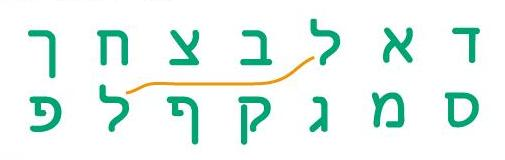 ד א ל ב צ ח ך
ס מ ג ק ף ל פ